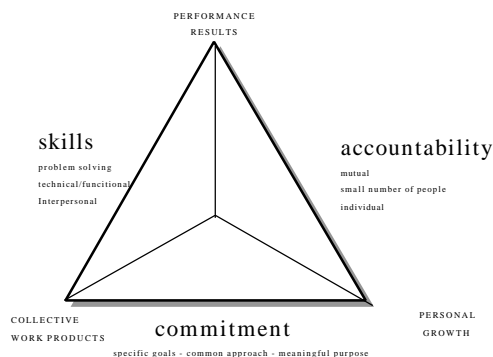 PERFORMANCE
RESULTS
skills
problem solving
technical/funcitional
Interpersonal
accountability
mutual
small number of people
individual
COLLECTIVE
WORK PRODUCTS
commitment
specific goals - common approach - meaningful purpose
PERSONAL
GROWTH